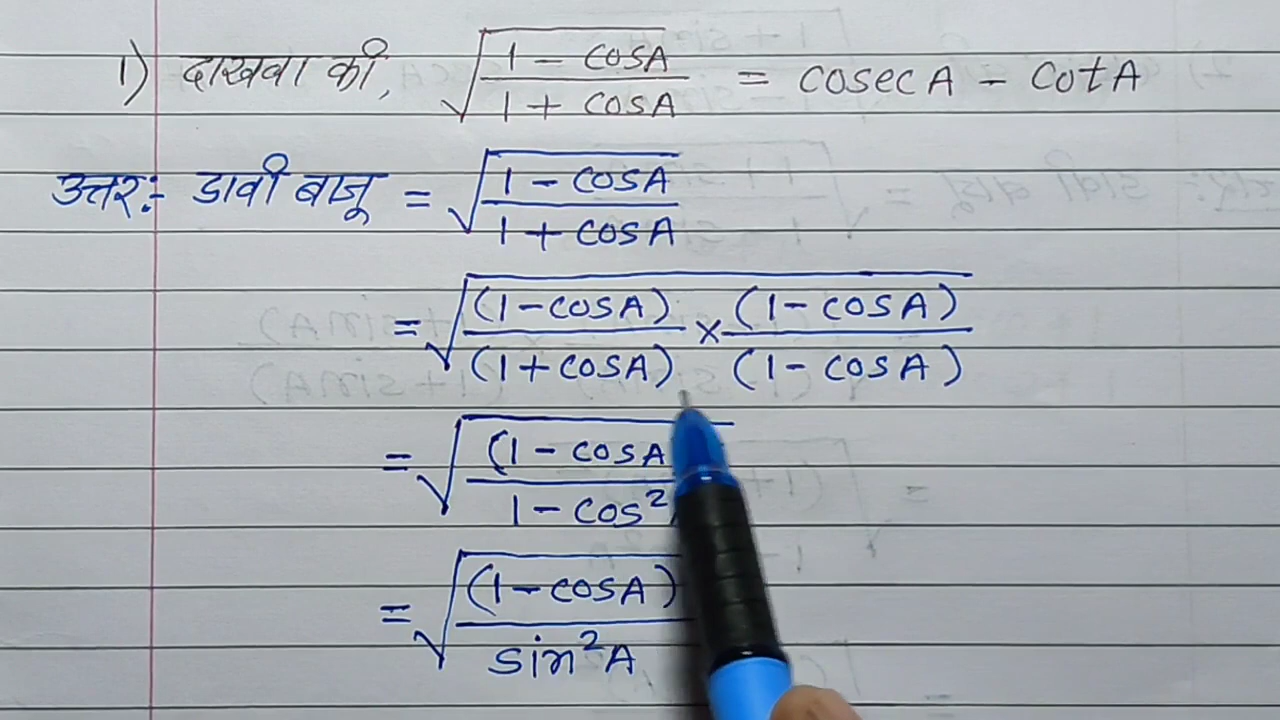 1) दाखवा की, √((1 - cosA)/(1 + cosA)) = cosecA - cotA
उत्तर:- डावी बाजू = √((1 - cosA)/(1 + cosA))
= √((1-cosA)/(1+cosA) × (1-cosA)/(1-cosA))
= √((1 - cosA/1 - cos²
= √((1-cosA)/sin²A